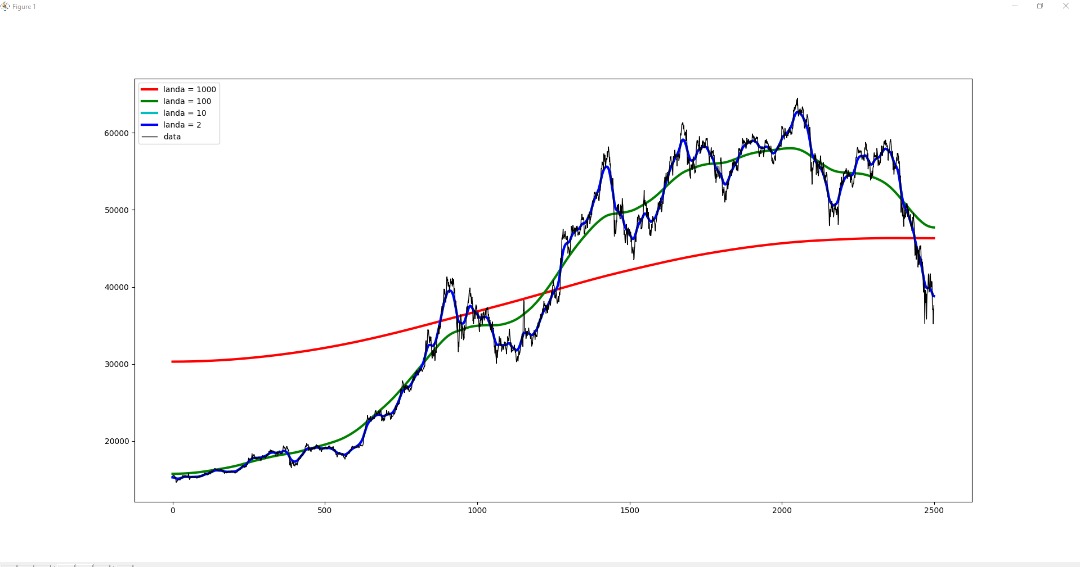 Figure 1
landa = 1000
landa = 100
landa = 10
landa = 2
data
60000
50000
40000
30000
20000
0 500 1000 1500 2000 2500